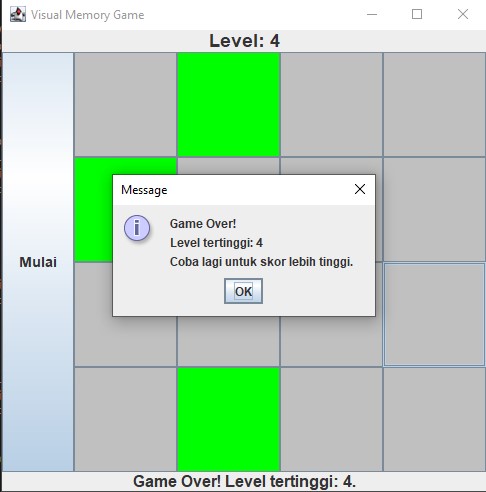 Visual Memory Game
Level: 4
Mulai
Message
Game Over!
Level tertinggi: 4
Coba lagi untuk skor lebih tinggi.
OK
Game Over! Level tertinggi: 4.